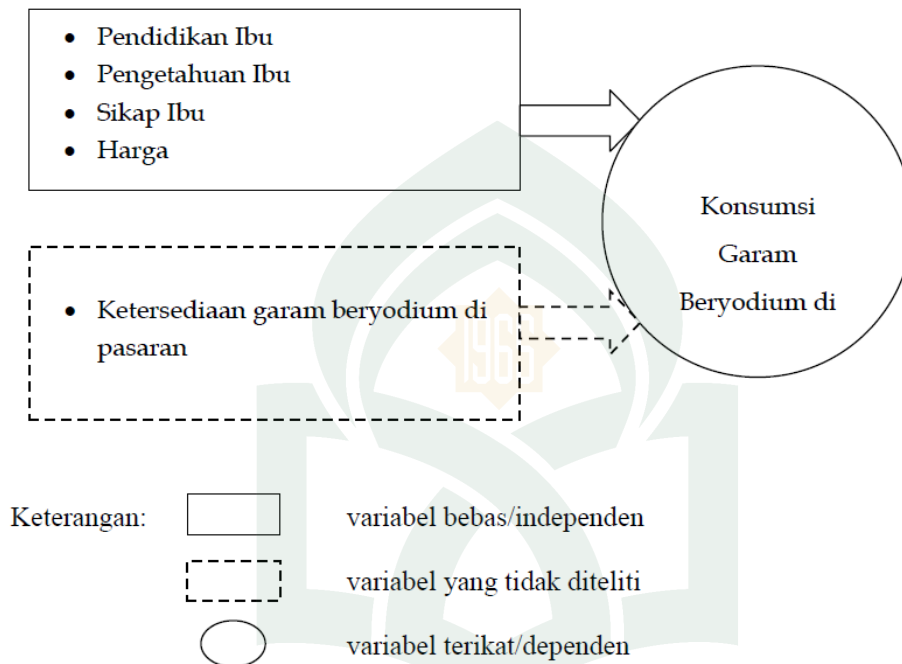 • Pendidikan Ibu
• Pengetahuan Ibu
• Sikap Ibu
• Harga
Konsumsi
Garam
Beryodium di
• Ketersediaan garam beryodium di
pasaran
1965
Keterangan:
variabel bebas/independen
variabel yang tidak diteliti
variabel terikat/dependen